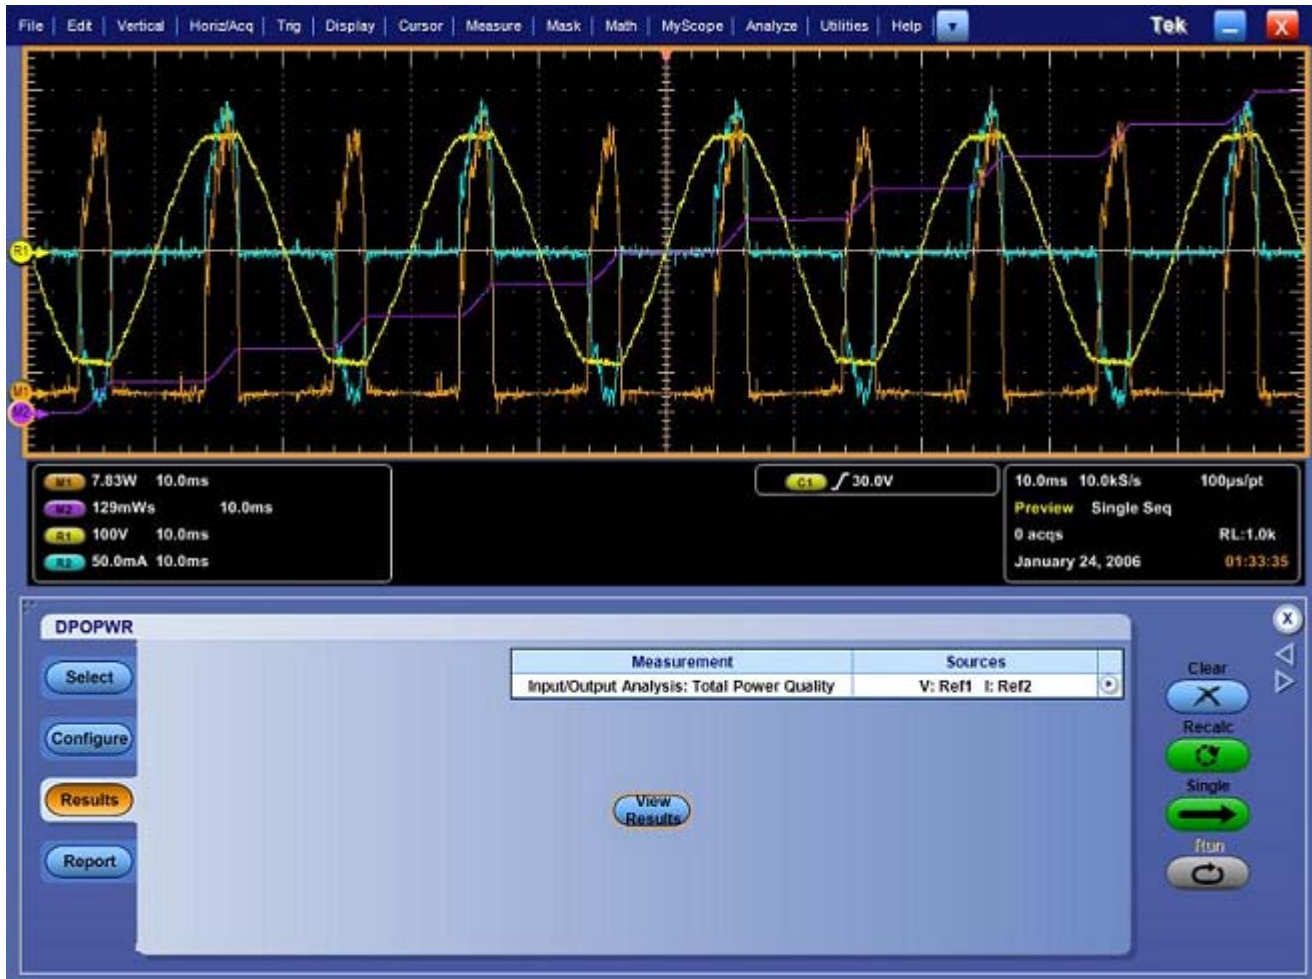 File | Edit | Vertical | Horiz/Acq | Trig | Display | Cursor | Measure | Mask | Math | MyScope | Analyze | Utilities | Help | Tek X
R1
M1
M2
M1 7.83W 10.0ms
M2 129mWs 10.0ms
R1 100V 10.0ms
R2 50.0mA 10.0ms
C1 30.0V
10.0ms 10.0kS/s 100µs/pt
Preview Single Seq
0 acqs RL:1.0k
January 24, 2006 01:33:35
DPOPWR
X
Select
Configure
Results
Report
Measurement Sources
Input/Output Analysis: Total Power Quality V: Ref1 I: Ref2
View
Results
Clear
Recalc
Single
Run